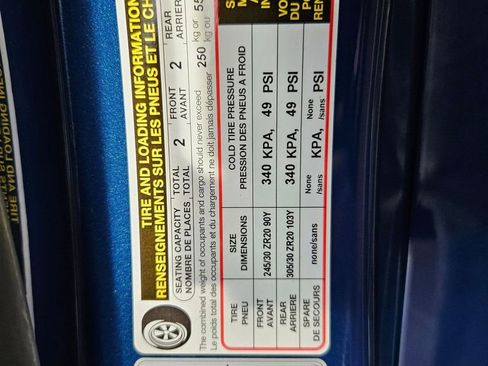 TIRE AND LOADING INFORMATION
RENSEIGNEMENTS SUR LES PNEUS ET LE CH
SEATING CAPACITY TOTAL 2 FRONT 2 REAR
NOMBRE DE PLACES TOTAL AVANT ARRIÈRE
The combined weight of occupants and cargo should never exceed 250 kg or 55
Le poids total des occupants et du chargement ne doit jamais dépasser kg ou
TIRE SIZE COLD TIRE PRESSURE
PNEU DIMENSIONS PRESSION DES PNEUS A FROID
FRONT 245/30 ZR20 90Y 340 KPA, 49 PSI
AVANT
REAR 305/30 ZR20 103Y 340 KPA, 49 PSI
ARRIERE
SPARE none/sans None KPA, None PSI
DE SECOURS /sans /sans